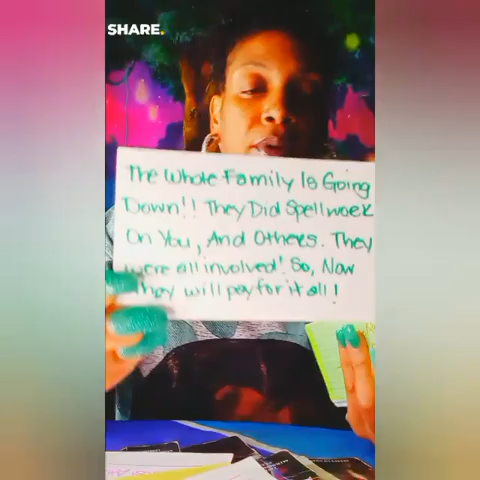 SHARE.
The Whole Family Is Going
Down!! They Did Spellwork
On You, And Others. They
were all involved! So, Now
They will pay for it all!